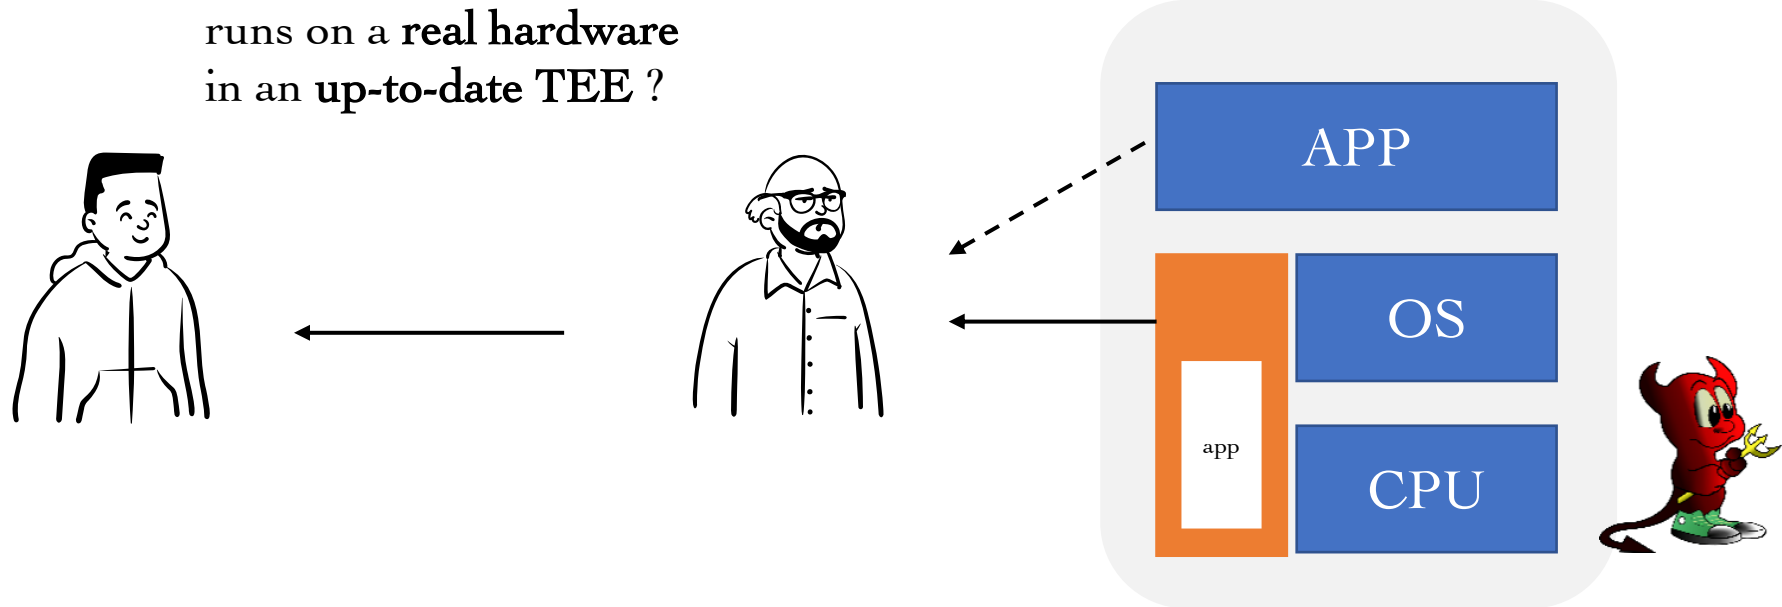 runs on a real hardware
in an up-to-date TEE ?
APP
OS
app
CPU